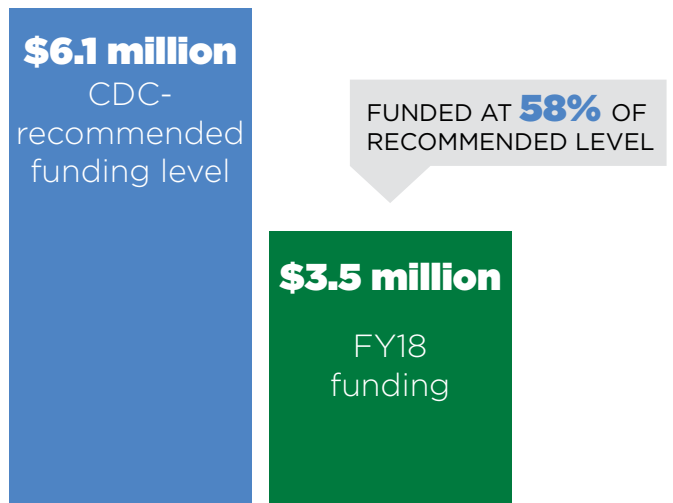 $6.1 million
CDC-
recommended
funding level
FUNDED AT 58% OF
RECOMMENDED LEVEL
$3.5 million
FY18
funding